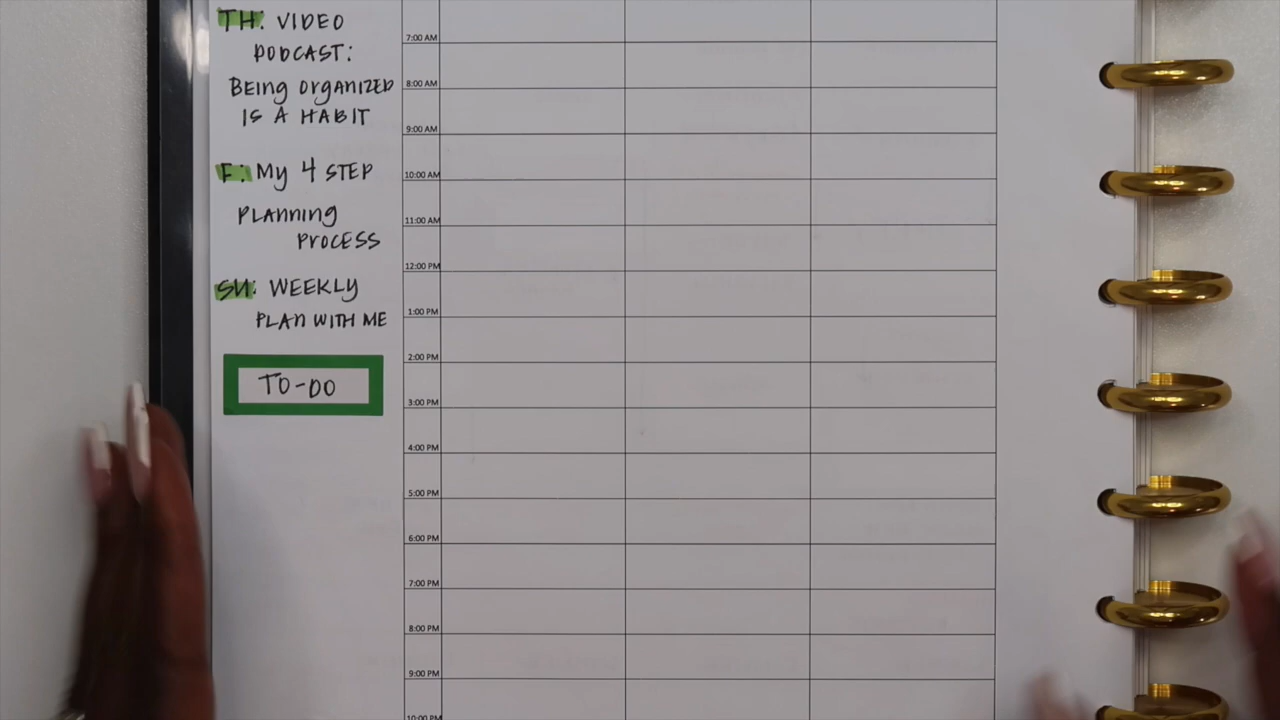 TH: VIDEO
PODCAST:
BEing organizED
IS A HABIT
F: My 4 STEP
PLAnning
PROCESS
SU: WEEKLY
PLAn WITH ME
TO-DO
7:00 AM
8:00 AM
9:00 AM
10:00 AM
11:00 AM
12:00 PM
1:00 PM
2:00 PM
3:00 PM
4:00 PM
5:00 PM
6:00 PM
7:00 PM
8:00 PM
9:00 PM
10:00 PM